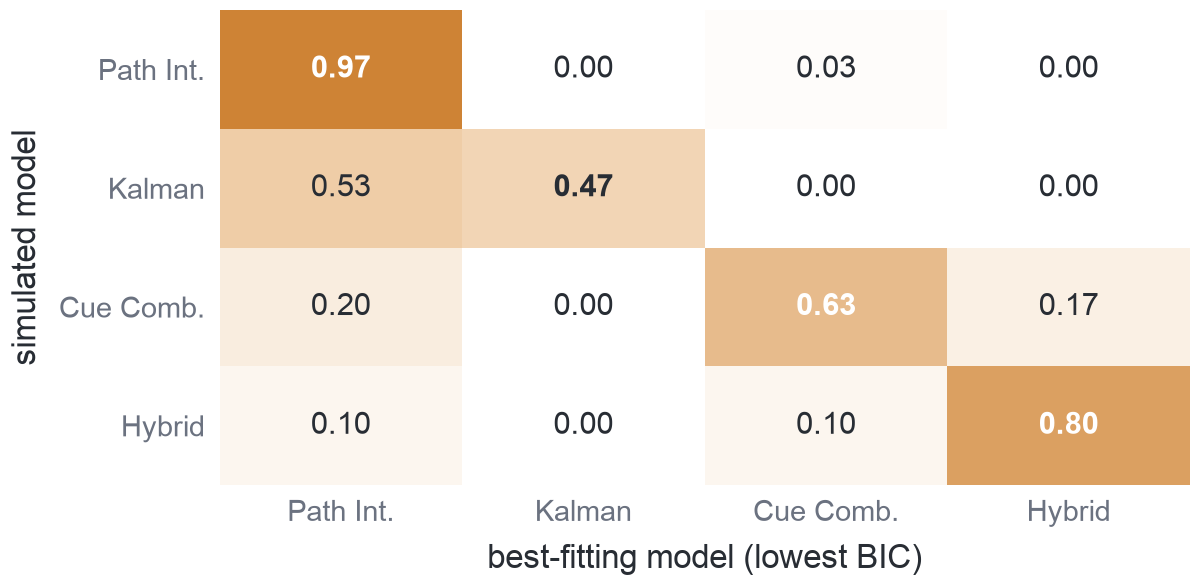 simulated model
Path Int. 0.97 0.00 0.03 0.00
Kalman 0.53 0.47 0.00 0.00
Cue Comb. 0.20 0.00 0.63 0.17
Hybrid 0.10 0.00 0.10 0.80
Path Int. Kalman Cue Comb. Hybrid
best-fitting model (lowest BIC)